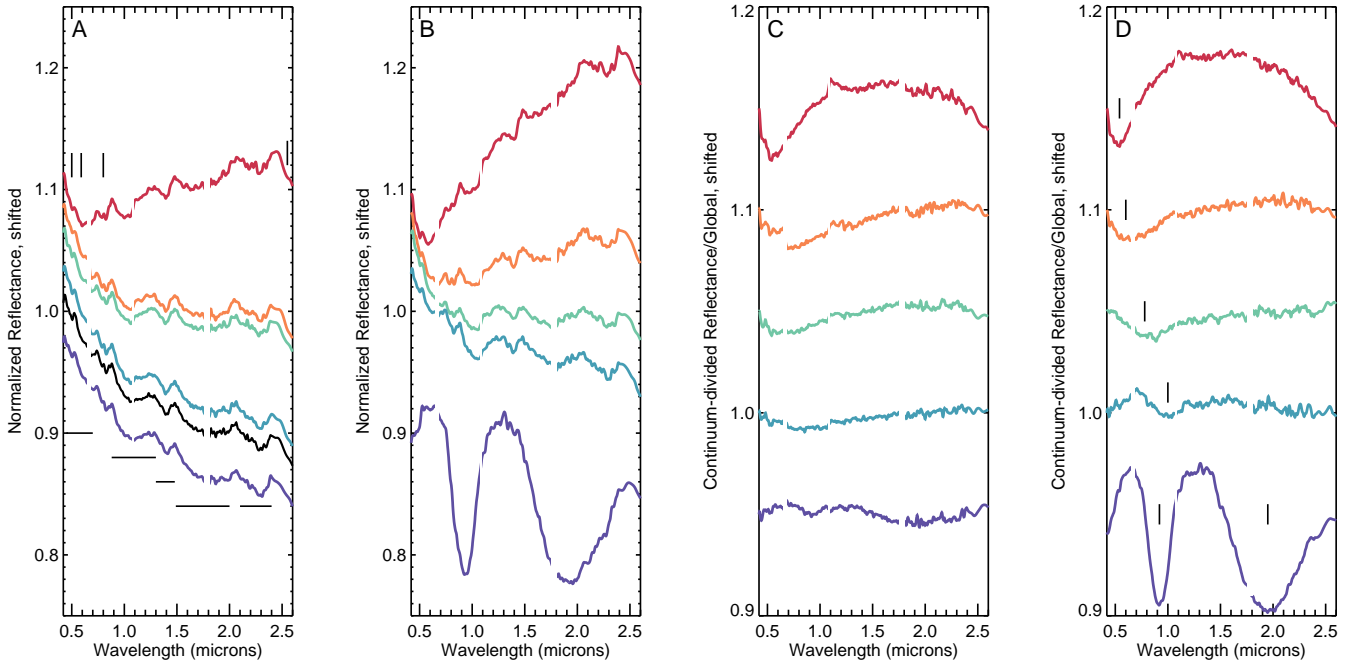 A
Normalized Reflectance, shifted
1.2
1.1
1.0
0.9
0.8
0.5 1.0 1.5 2.0 2.5
Wavelength (microns)
B
Normalized Reflectance, shifted
1.2
1.1
1.0
0.9
0.8
0.5 1.0 1.5 2.0 2.5
Wavelength (microns)
C
Continuum-divided Reflectance/Global, shifted
1.2
1.1
1.0
0.9
0.5 1.0 1.5 2.0 2.5
Wavelength (microns)
D
Continuum-divided Reflectance/Global, shifted
1.2
1.1
1.0
0.9
0.5 1.0 1.5 2.0 2.5
Wavelength (microns)